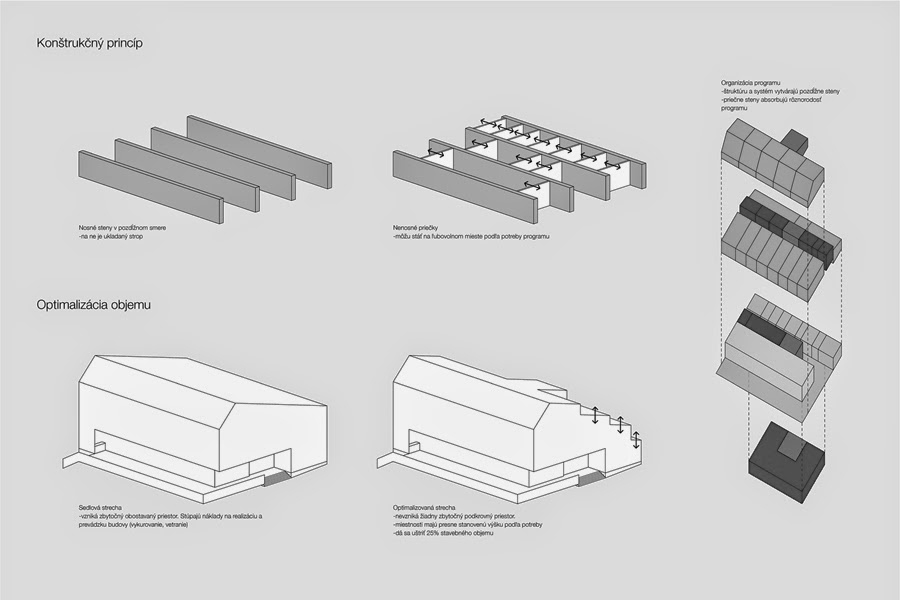 Konštrukčný princíp
Nosné steny v pozdĺžnom smere
-na ne je ukladaný strop
Nenosné priečky
-môžu stáť na ľubovolnom mieste podľa potreby programu
Organizácia programu
-štruktúru a systém vytvárajú pozdĺžne steny
-priečne steny absorbujú rôznorodosť
programu
Optimalizácia objemu
Sedlová strecha
-vzniká zbytočný obostavaný priestor. Stúpajú náklady na realizáciu a
prevádzku budovy (vykurovanie, vetranie)
Optimalizovaná strecha
-nevzniká žiadny zbytočný podkrovný priestor.
-miestnosti majú presne stanovenú výšku podľa potreby
-dá sa uštriť 25% stavebného objemu